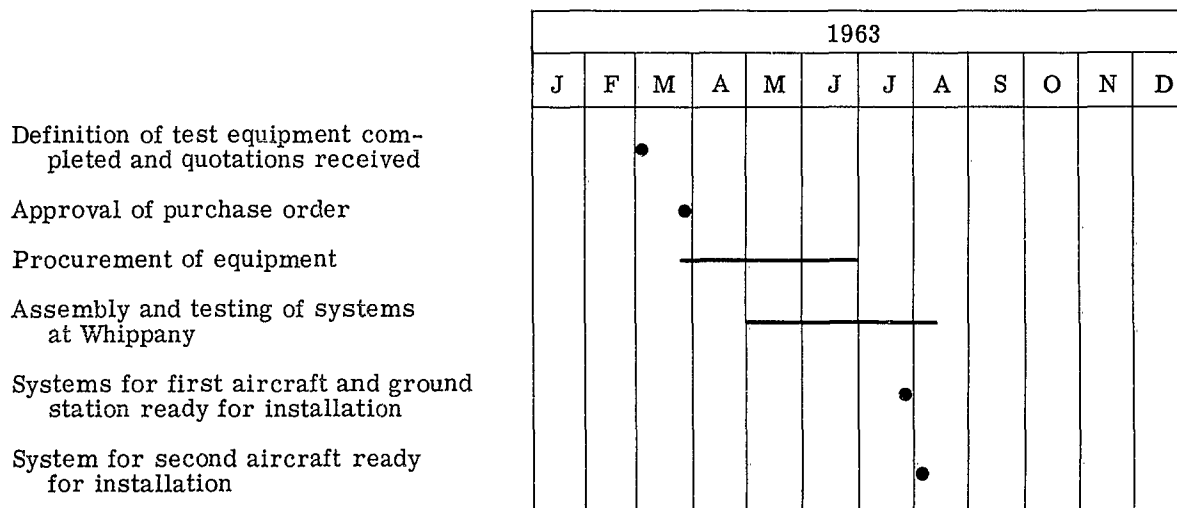 1963
J F M A M J J A S O N D
Definition of test equipment com-
pleted and quotations received
Approval of purchase order
Procurement of equipment
Assembly and testing of systems
at Whippany
Systems for first aircraft and ground
station ready for installation
System for second aircraft ready
for installation